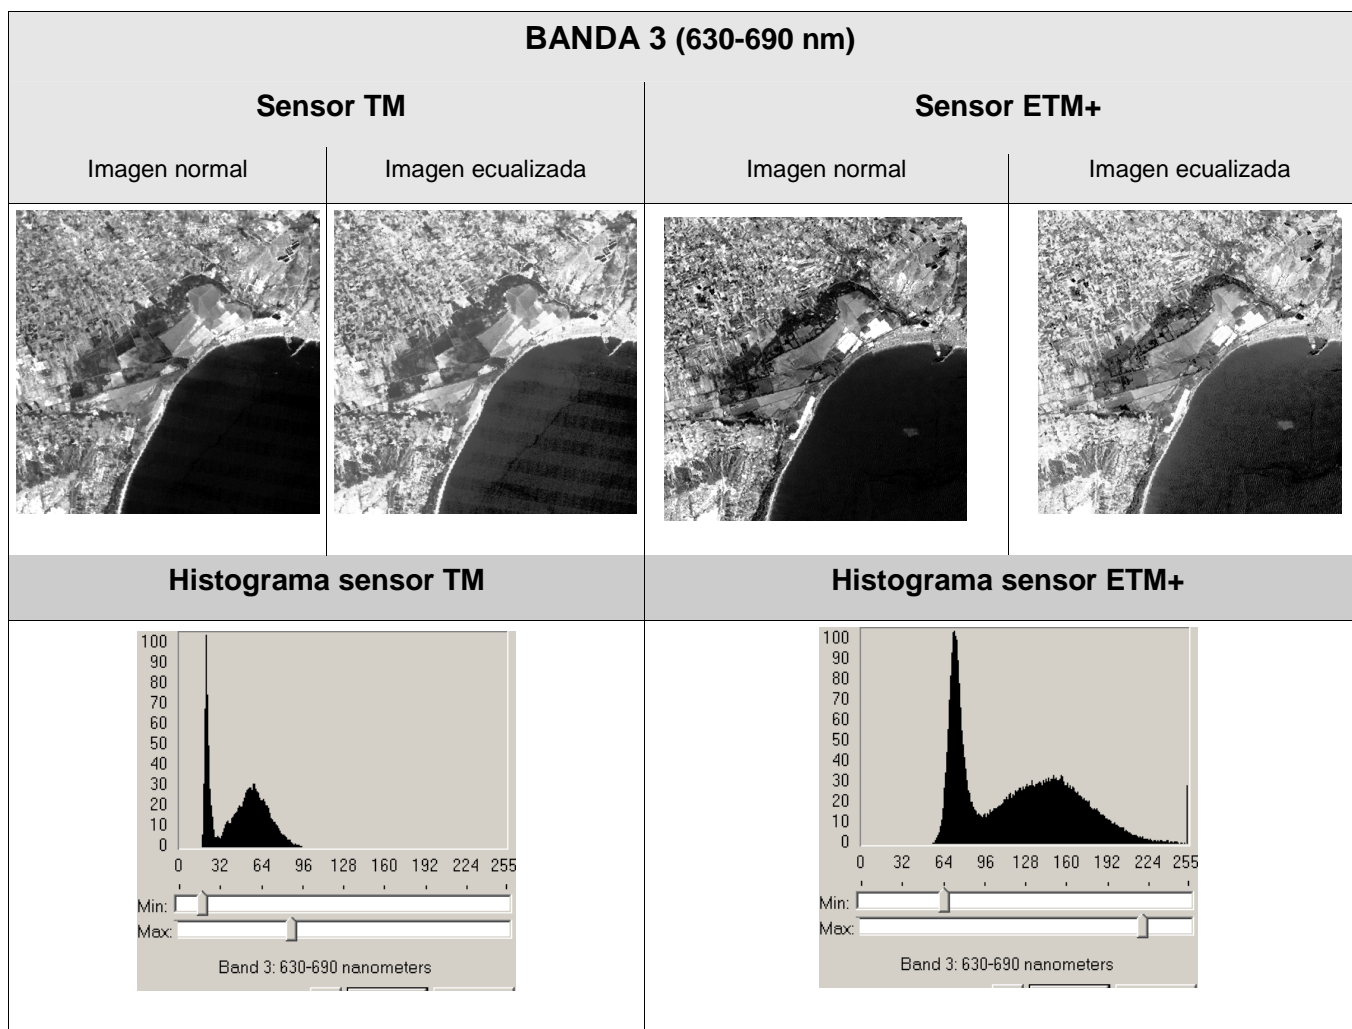 BANDA 3 (630-690 nm)
Sensor TM
Sensor ETM+
Imagen normal
Imagen ecualizada
Imagen normal
Imagen ecualizada
Histograma sensor TM
Histograma sensor ETM+
100
90
80
70
60
50
40
30
20
10
0
0 32 64 96 128 160 192 224 255
Min:
Max:
Band 3: 630-690 nanometers
100
90
80
70
60
50
40
30
20
10
0
0 32 64 96 128 160 192 224 255
Min:
Max:
Band 3: 630-690 nanometers